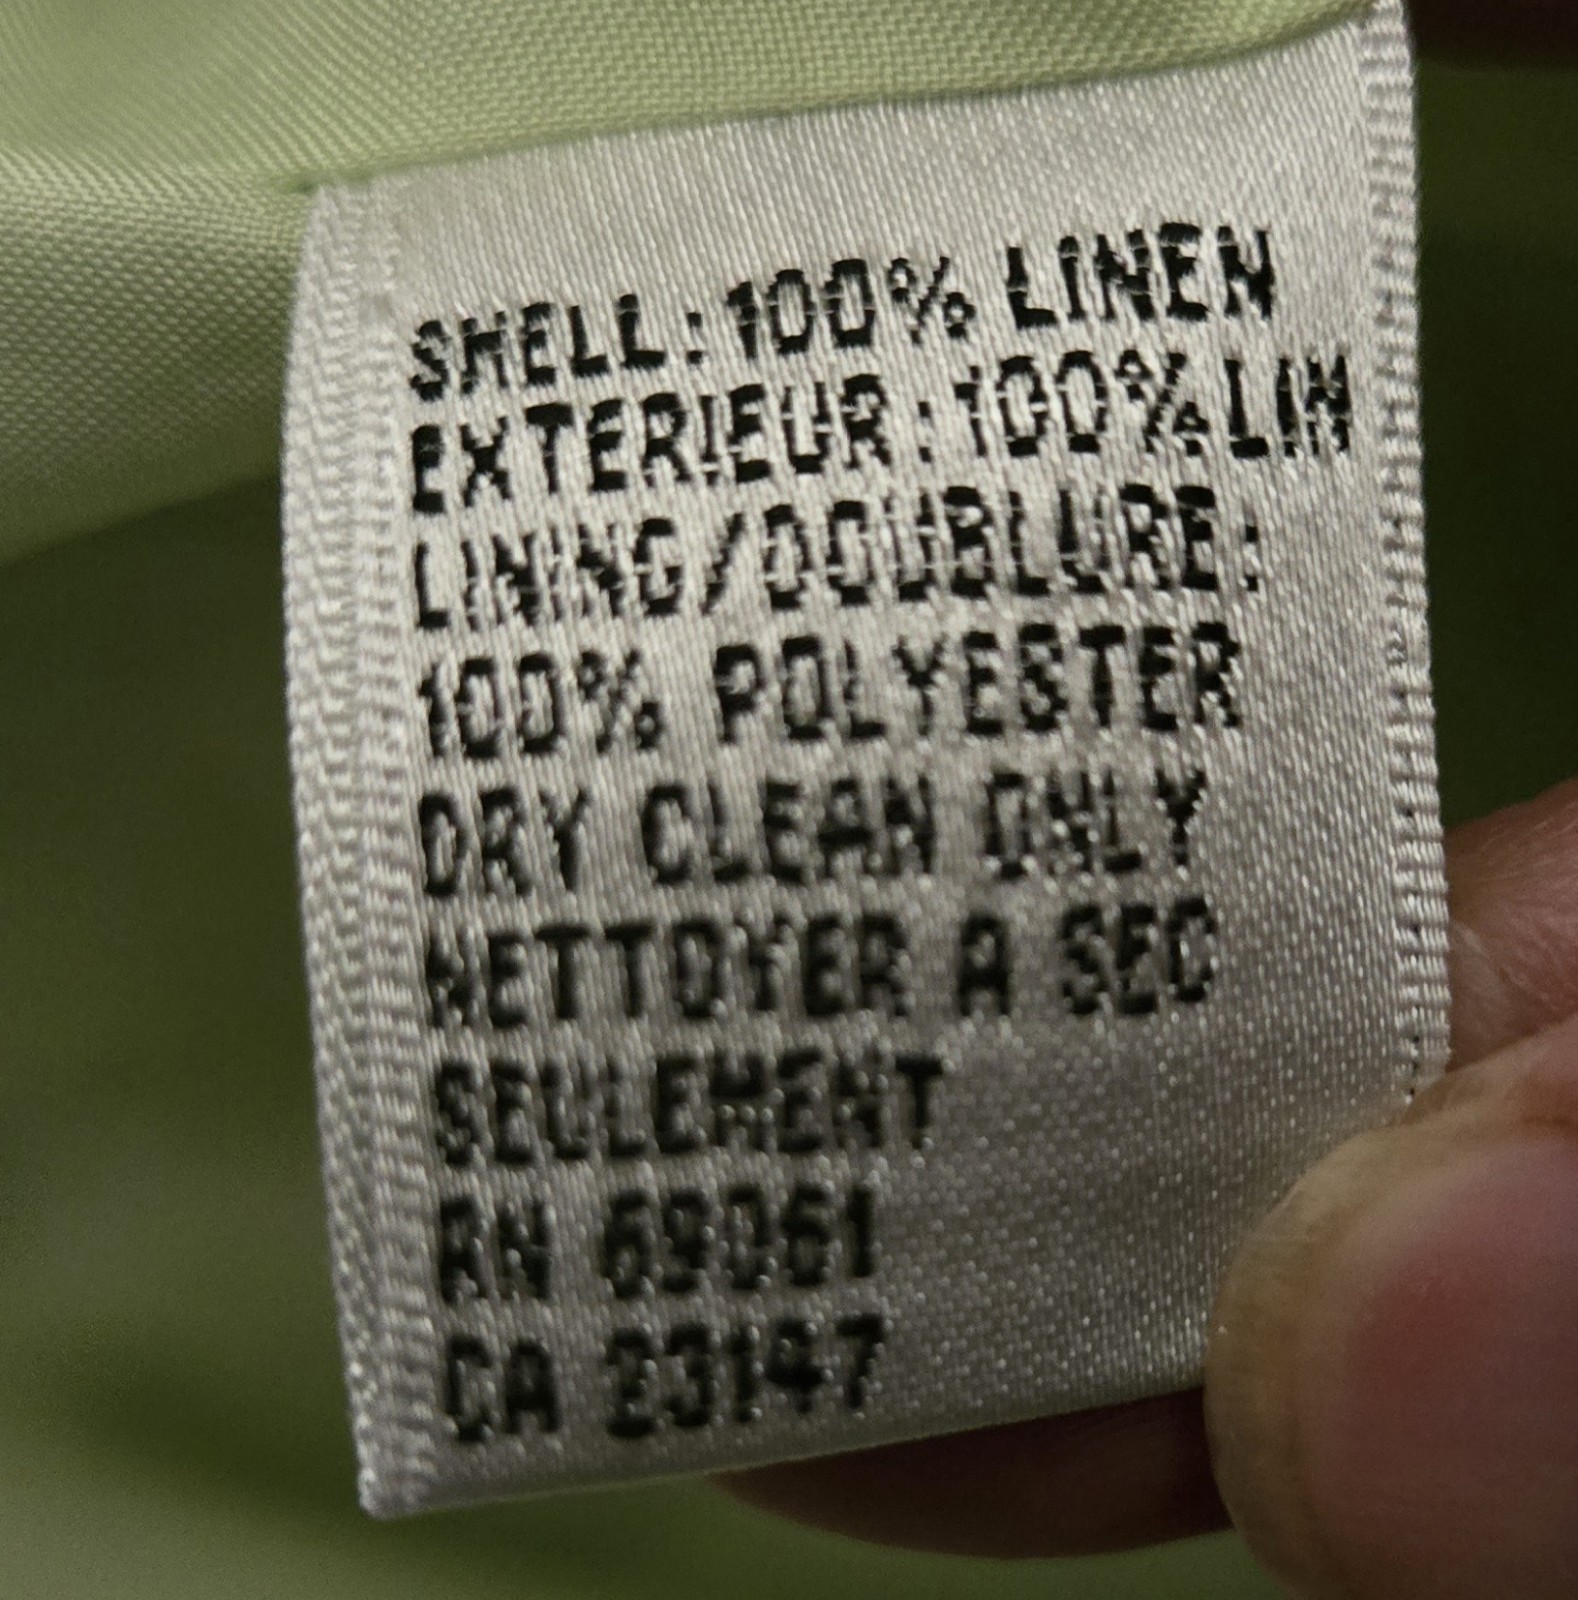 SHELL: 100% LINEN
EXTERIEUR: 100% LIN
LINING/DOUBLURE:
100% POLYESTER
DRY CLEAN ONLY
NETTOYER A SEC
SEULEMENT
RN 69061
CA 23147